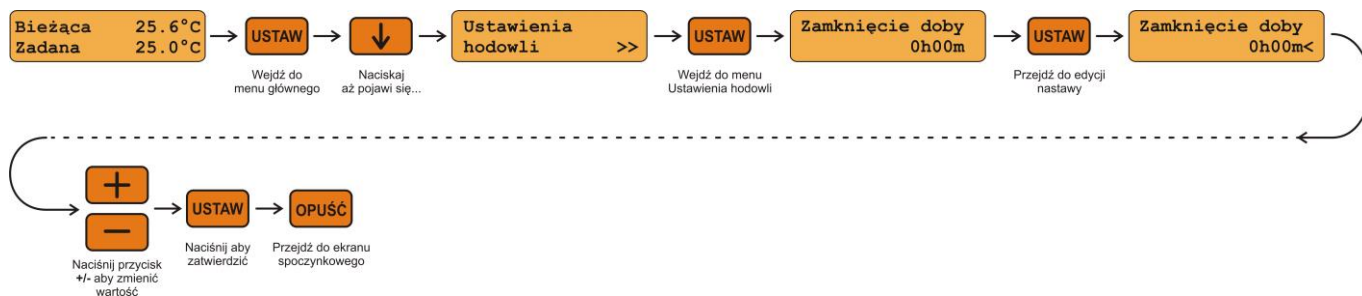 Bieżąca 25.6°C
Zadana 25.0°C
USTAW
Wejdź do
menu głównego
Naciskaj
aż pojawi się...
Ustawienia
hodowli >>
USTAW
Wejdź do menu
Ustawienia hodowli
Zamknięcie doby
0h00m
USTAW
Przejdź do edycji
nastawy
Zamknięcie doby
0h00m<
+
−
Naciśnij przycisk
+/- aby zmienić
wartość
USTAW
Naciśnij aby
zatwierdzić
OPUŚĆ
Przejdź do ekranu
spoczynkowego